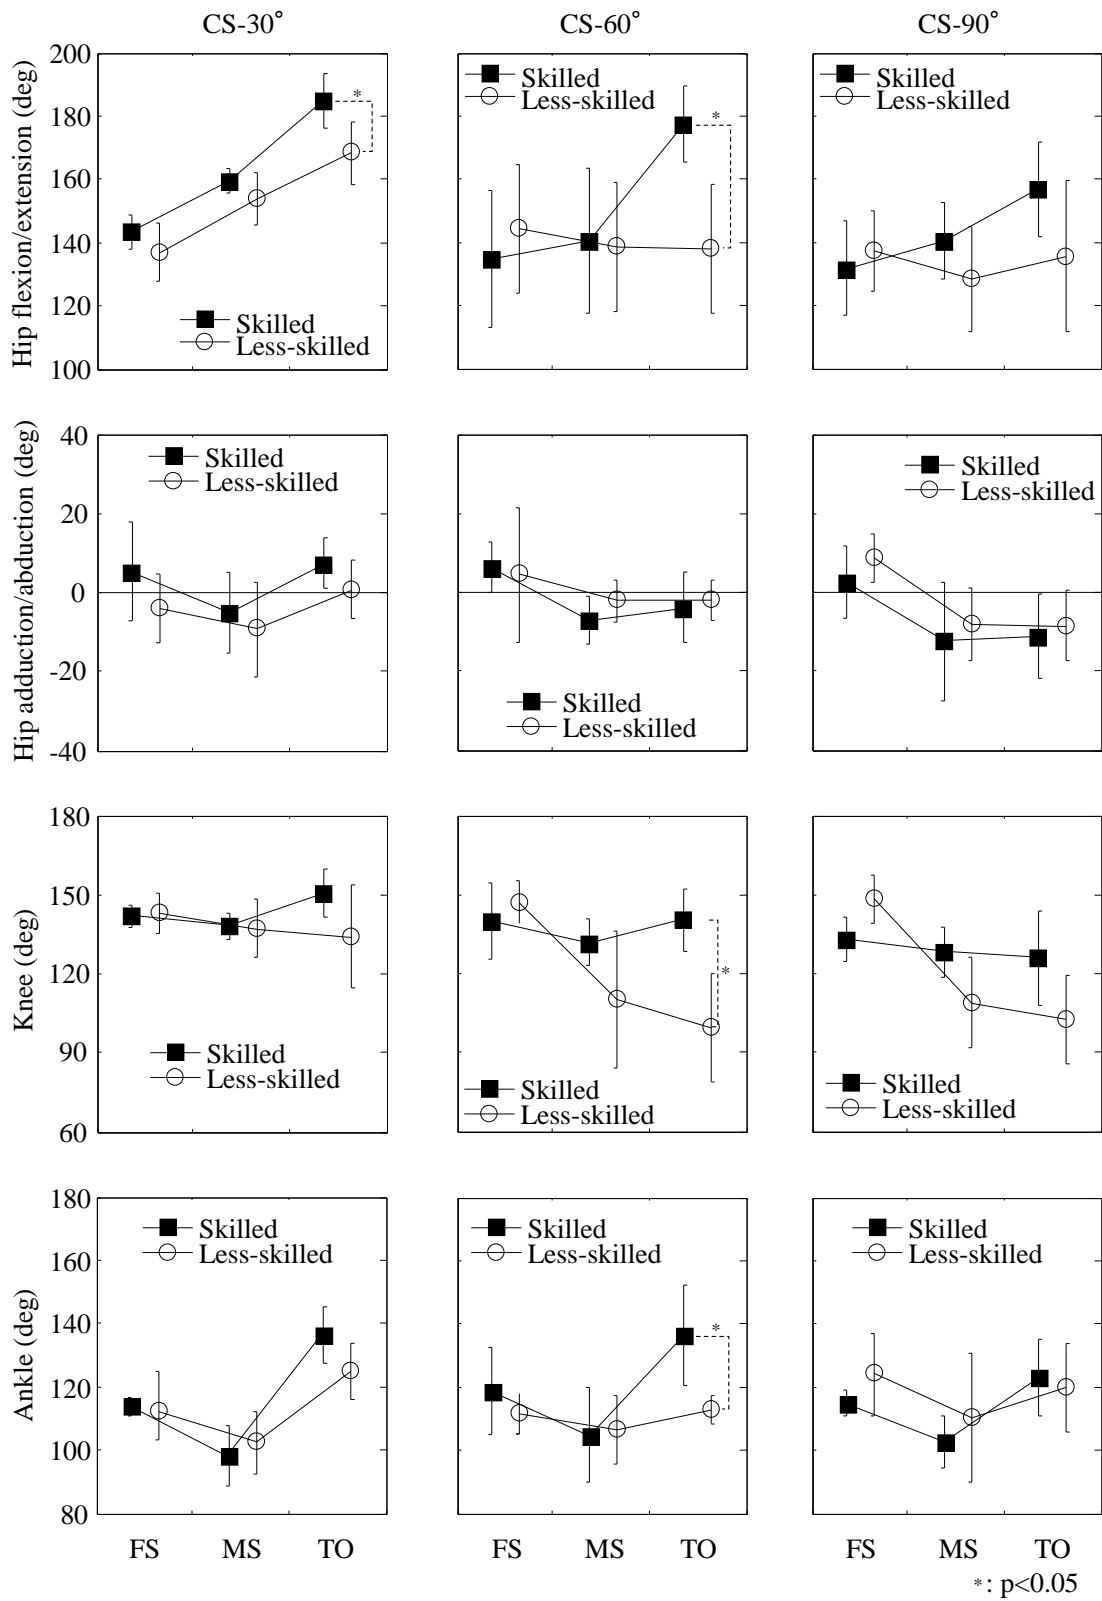 CS-30° CS-60° CS-90°
Hip flexion/extension (deg)
200
180
160
140
120
100
*
Skilled
Less-skilled
Skilled
Less-skilled
*
Skilled
Less-skilled
Hip adduction/abduction (deg)
40
20
0
-20
-40
Skilled
Less-skilled
Skilled
Less-skilled
Skilled
Less-skilled
Knee (deg)
180
150
120
90
60
Skilled
Less-skilled
*
Skilled
Less-skilled
Skilled
Less-skilled
Ankle (deg)
180
160
140
120
100
80
Skilled
Less-skilled
Skilled
Less-skilled
*
Skilled
Less-skilled
FS MS TO FS MS TO FS MS TO
*: p<0.05